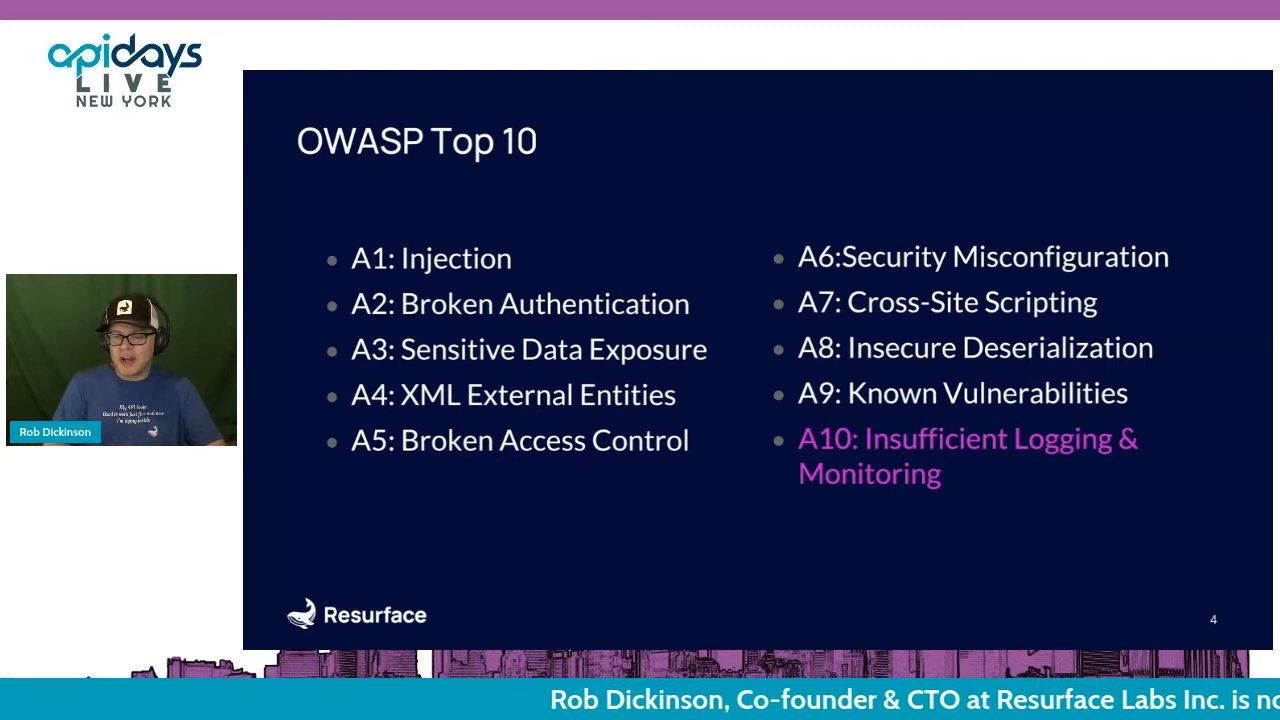 apidays
LIVE
NEW YORK
OWASP Top 10
A1: Injection
A2: Broken Authentication
A3: Sensitive Data Exposure
A4: XML External Entities
A5: Broken Access Control
A6:Security Misconfiguration
A7: Cross-Site Scripting
A8: Insecure Deserialization
A9: Known Vulnerabilities
A10: Insufficient Logging &
Monitoring
Resurface
4
My API
Rob Dickinson
Rob Dickinson, Co-founder & CTO at Resurface Labs Inc. is no